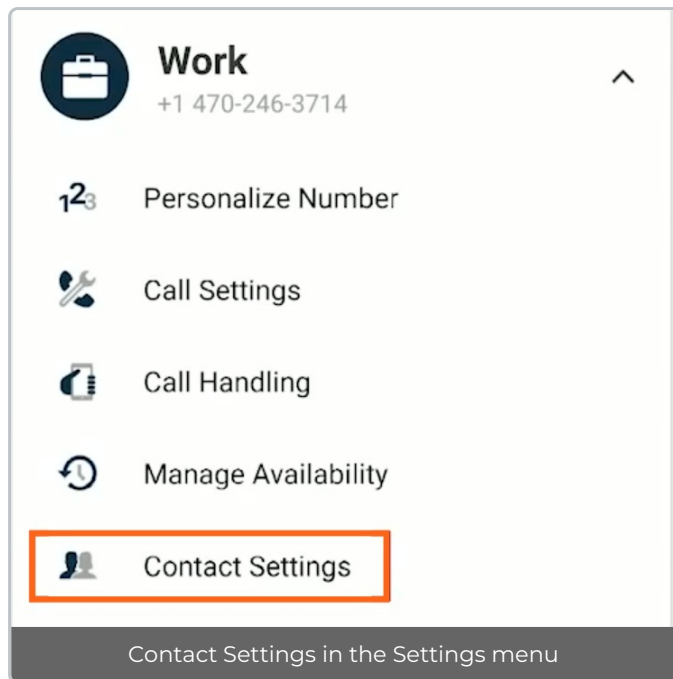 Work
+1 470-246-3714
123
Personalize Number
Call Settings
Call Handling
Manage Availability
Contact Settings
Contact Settings in the Settings menu